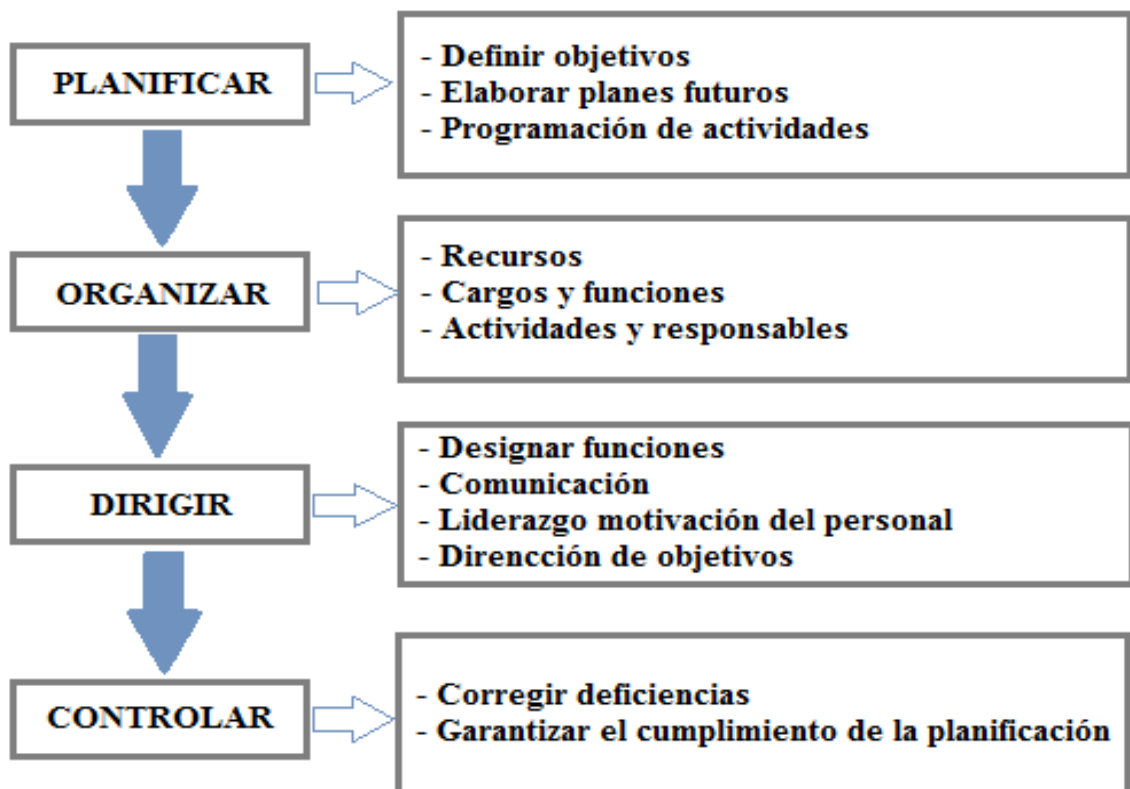 PLANIFICAR
- Definir objetivos
- Elaborar planes futuros
- Programación de actividades
ORGANIZAR
- Recursos
- Cargos y funciones
- Actividades y responsables
DIRIGIR
- Designar funciones
- Comunicación
- Liderazgo motivación del personal
- Direncción de objetivos
CONTROLAR
- Corregir deficiencias
- Garantizar el cumplimiento de la planificación